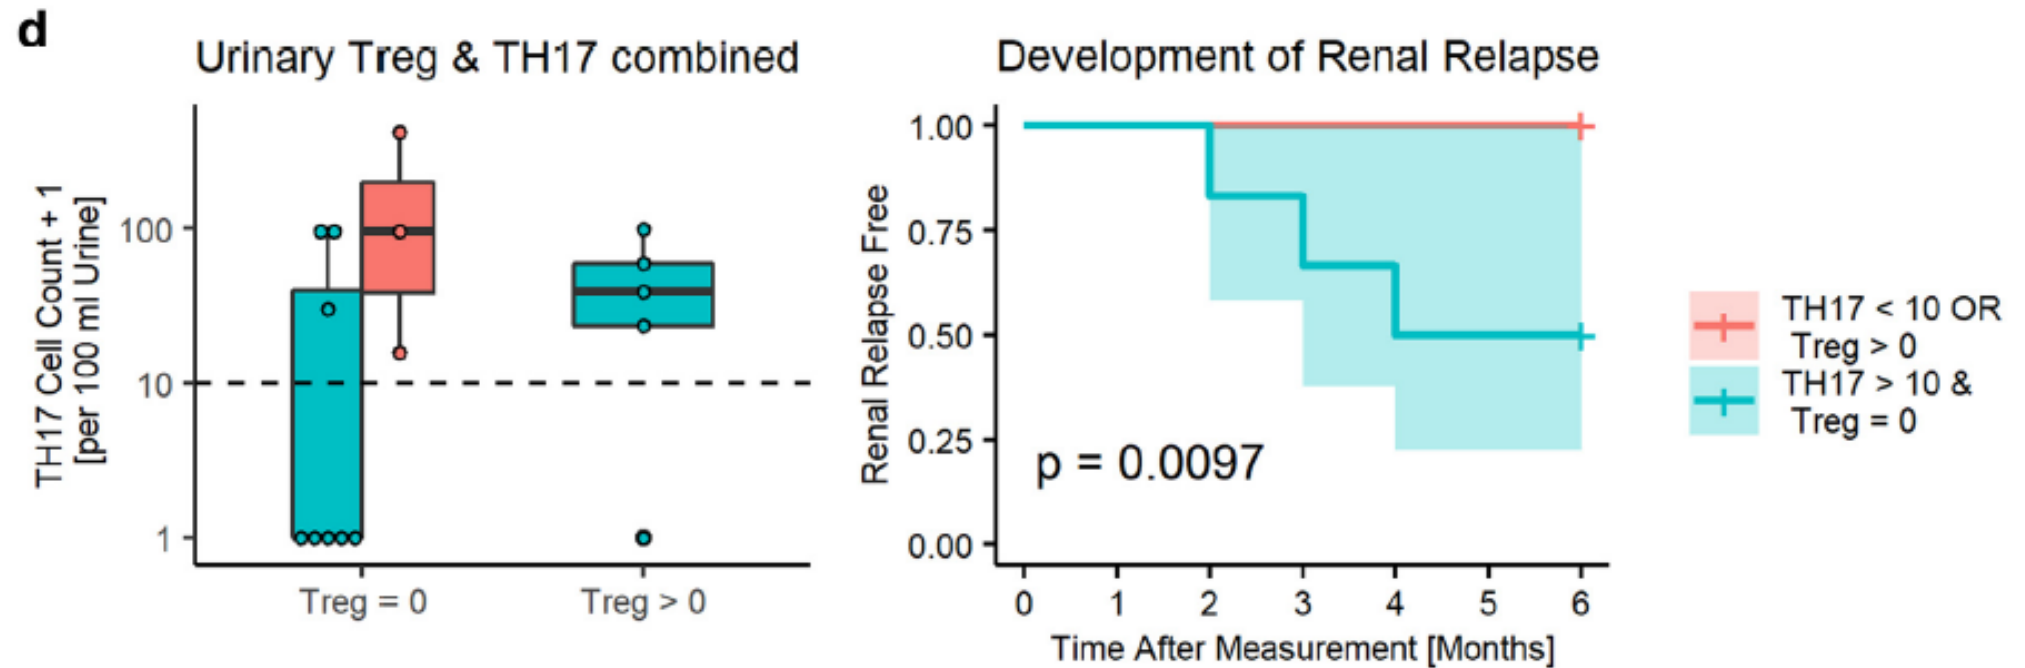 d
Urinary Treg & TH17 combined
TH17 Cell Count + 1
[per 100 ml Urine]
100
10
1
Treg = 0
Treg > 0
Development of Renal Relapse
Renal Relapse Free
1.00
0.75
0.50
0.25
0.00
p = 0.0097
0 1 2 3 4 5 6
Time After Measurement [Months]
TH17 < 10 OR
Treg > 0
TH17 > 10 &
Treg = 0